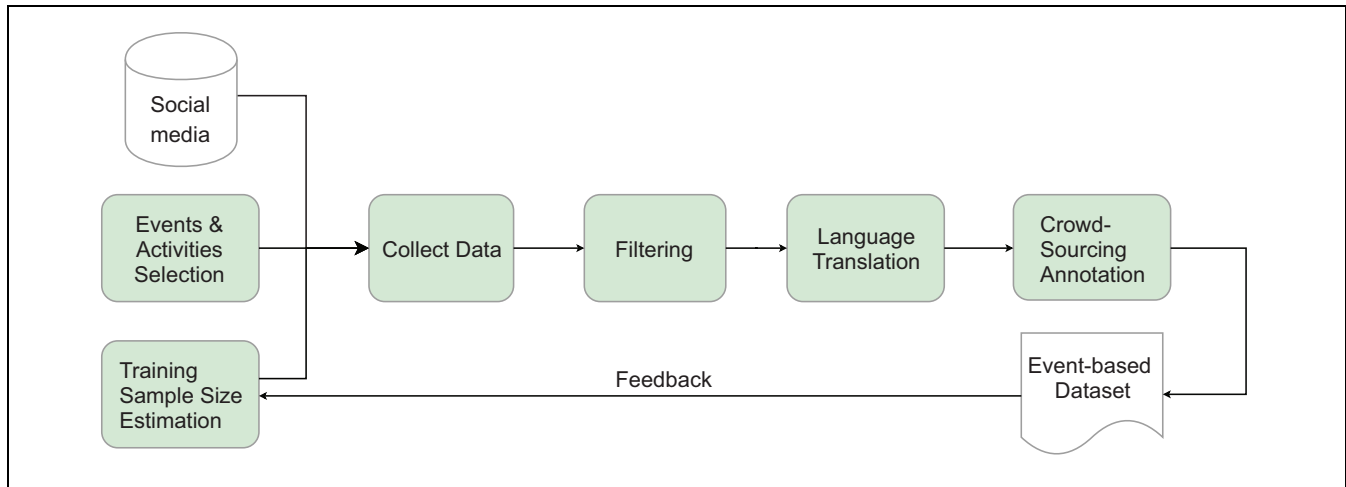 Social
media
Events &
Activities
Selection
Collect Data
Filtering
Language
Translation
Crowd-
Sourcing
Annotation
Training
Sample Size
Estimation
Feedback
Event-based
Dataset